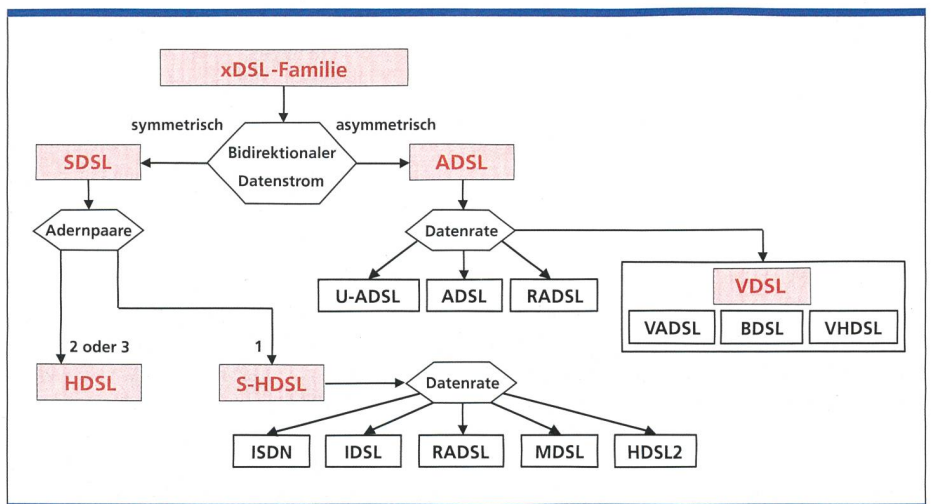 xDSL-Familie
symmetrisch
asymmetrisch
Bidirektionaler
Datenstrom
SDSL
ADSL
Adernpaare
Datenrate
U-ADSL
ADSL
RADSL
VDSL
VADSL
BDSL
VHDSL
2 oder 3
1
HDSL
S-HDSL
Datenrate
ISDN
IDSL
RADSL
MDSL
HDSL2